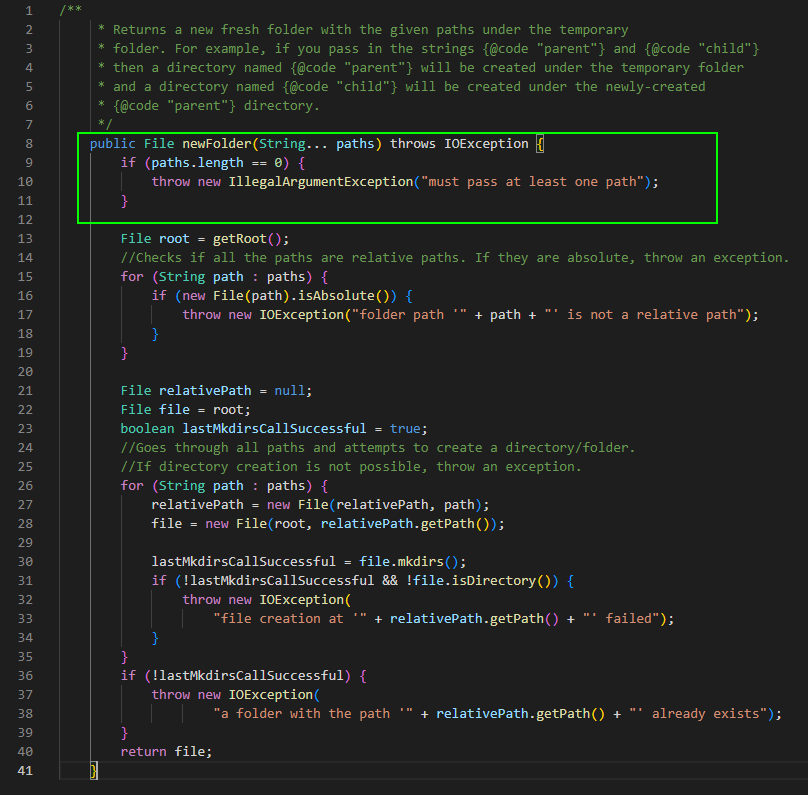 1 /**
2 * Returns a new fresh folder with the given paths under the temporary
3 * folder. For example, if you pass in the strings {@code "parent"} and {@code "child"}
4 * then a directory named {@code "parent"} will be created under the temporary folder
5 * and a directory named {@code "child"} will be created under the newly-created
6 * {@code "parent"} directory.
7 */
8 public File newFolder(String... paths) throws IOException {
9 if (paths.length == 0) {
10 throw new IllegalArgumentException("must pass at least one path");
11 }
12
13 File root = getRoot();
14 //Checks if all the paths are relative paths. If they are absolute, throw an exception.
15 for (String path : paths) {
16 if (new File(path).isAbsolute()) {
17 throw new IOException("folder path '" + path + "' is not a relative path");
18 }
19 }
20
21 File relativePath = null;
22 File file = root;
23 boolean lastMkdirsCallSuccessful = true;
24 //Goes through all paths and attempts to create a directory/folder.
25 //If directory creation is not possible, throw an exception.
26 for (String path : paths) {
27 relativePath = new File(relativePath, path);
28 file = new File(root, relativePath.getPath());
29
30 lastMkdirsCallSuccessful = file.mkdirs();
31 if (!lastMkdirsCallSuccessful && !file.isDirectory()) {
32 throw new IOException(
33 "file creation at '" + relativePath.getPath() + "' failed");
34 }
35 }
36 if (!lastMkdirsCallSuccessful) {
37 throw new IOException(
38 "a folder with the path '" + relativePath.getPath() + "' already exists");
39 }
40 return file;
41 }